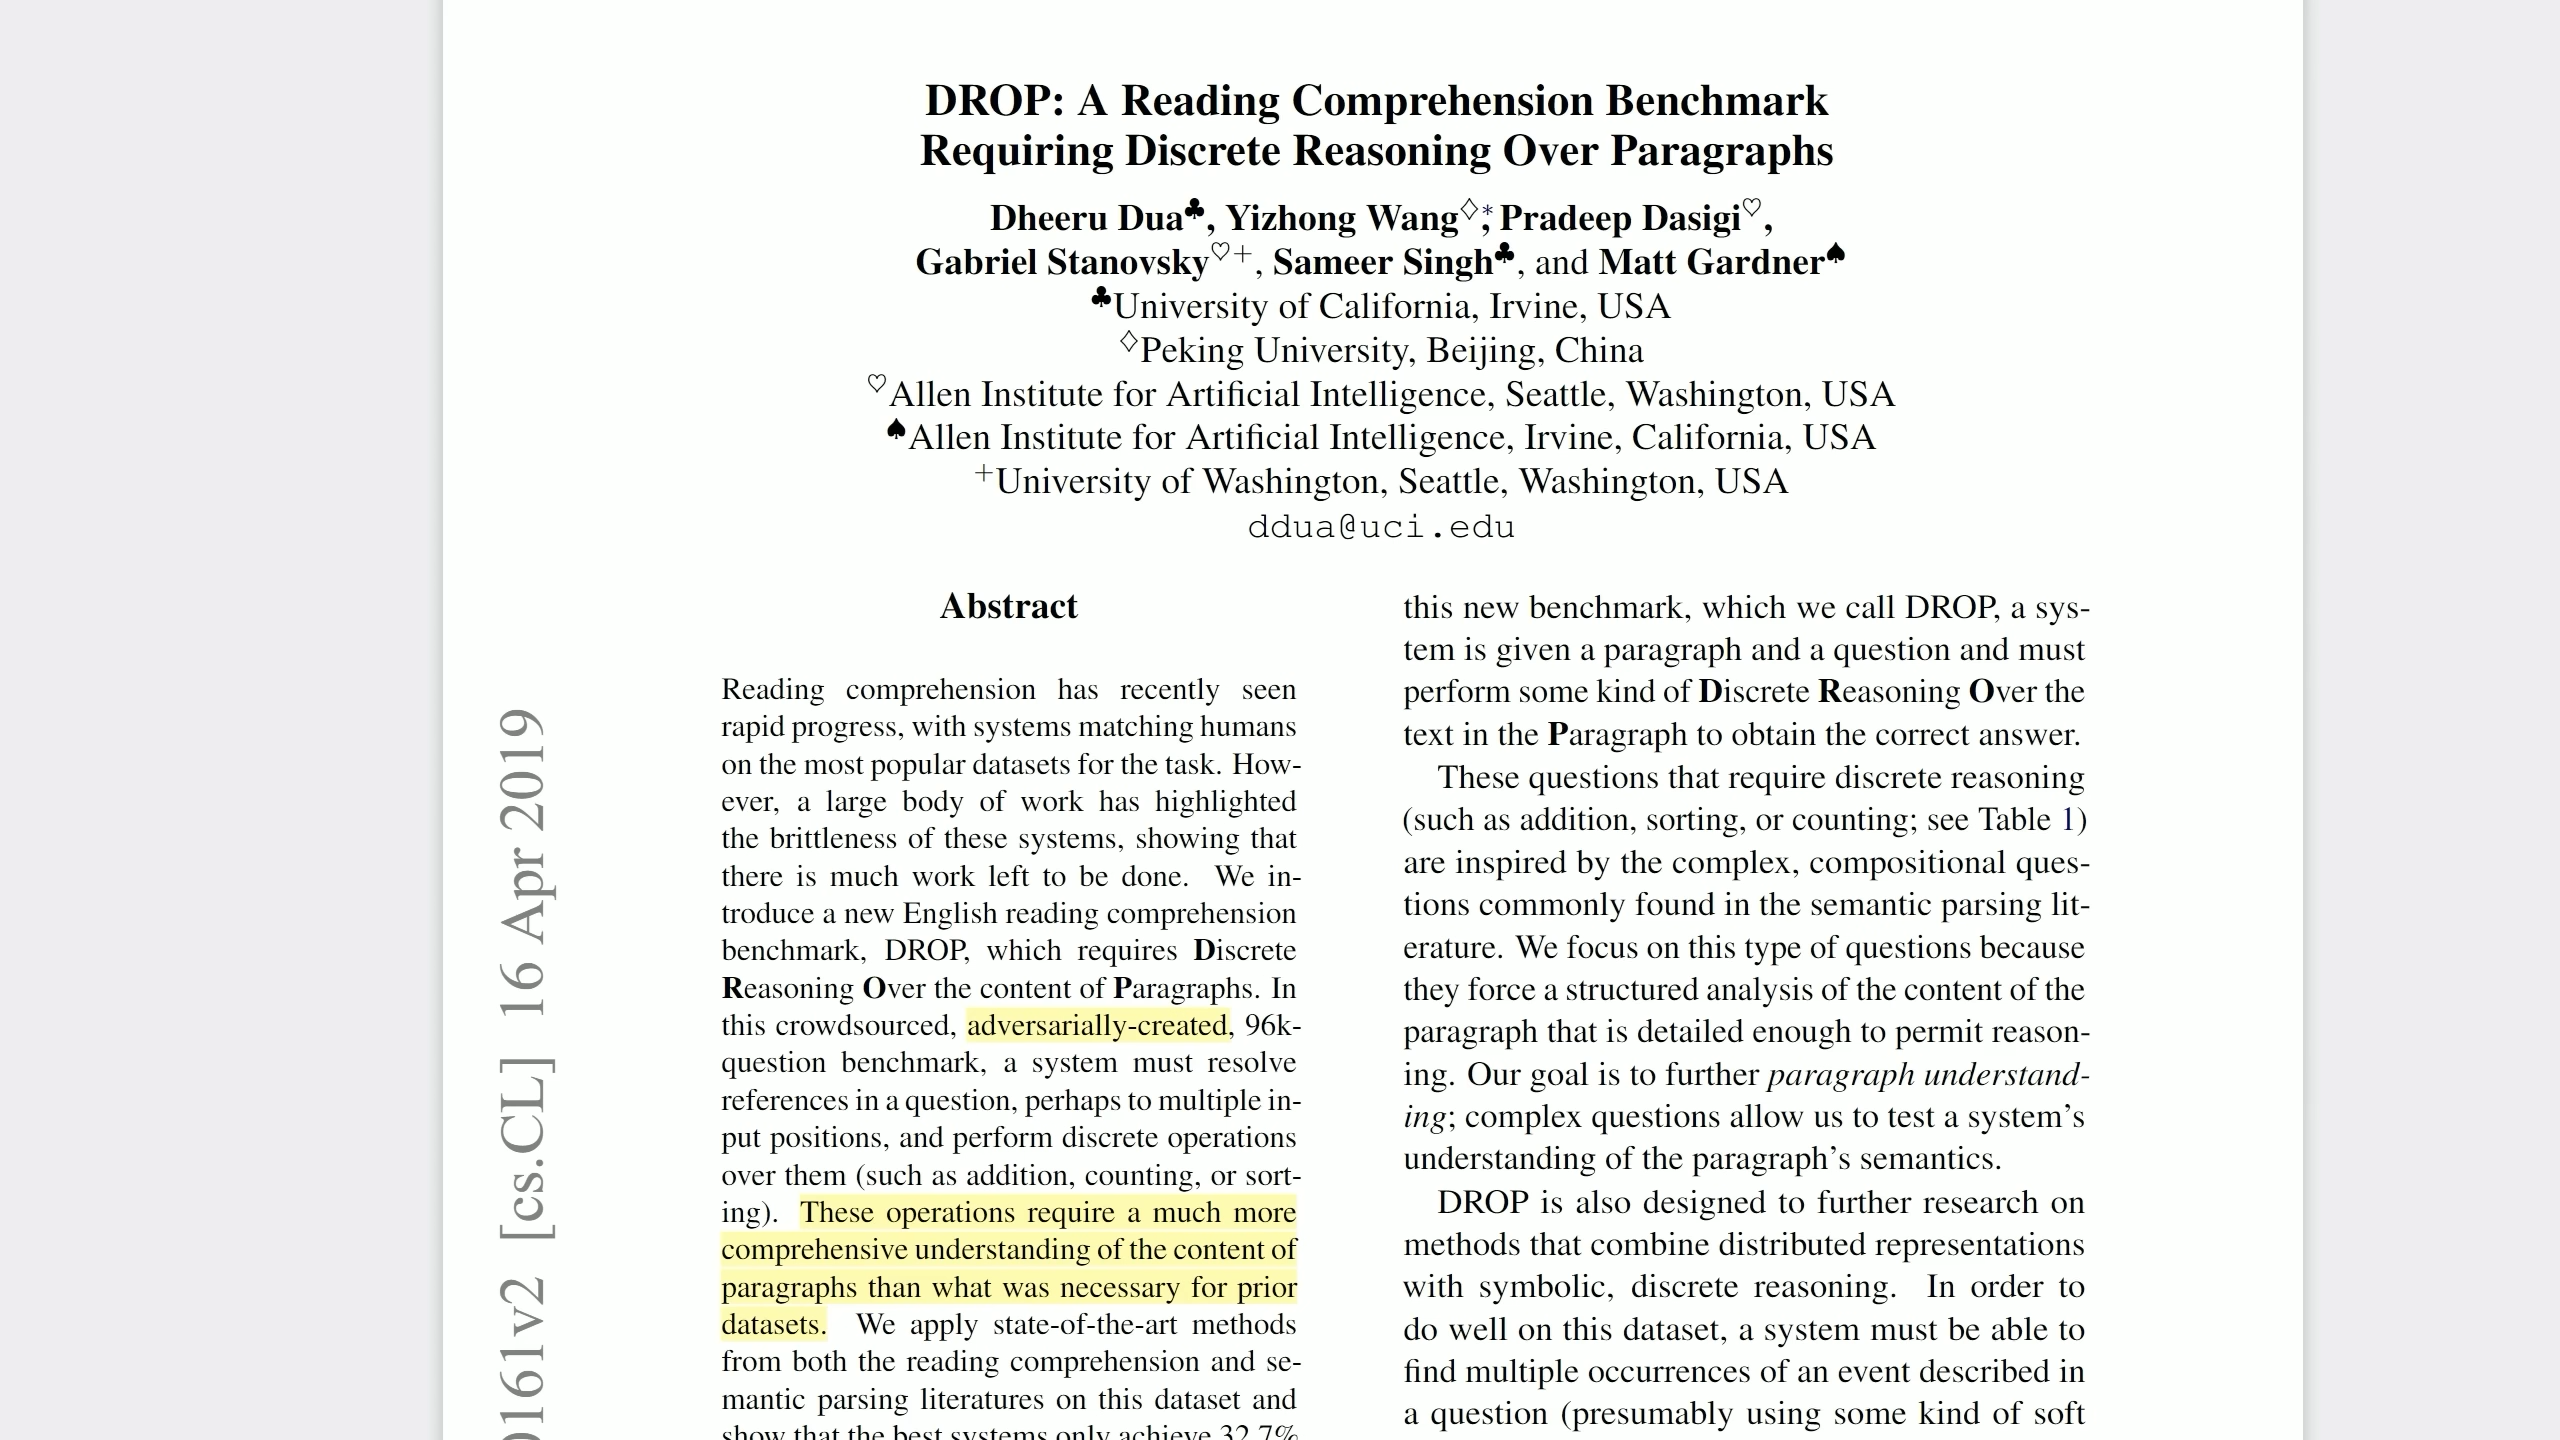 DROP: A Reading Comprehension Benchmark
Requiring Discrete Reasoning Over Paragraphs
Dheeru Dua♣, Yizhong Wang♢*, Pradeep Dasigi♡,
Gabriel Stanovsky♡+, Sameer Singh♣, and Matt Gardner♠
♣University of California, Irvine, USA
♢Peking University, Beijing, China
♡Allen Institute for Artificial Intelligence, Seattle, Washington, USA
♠Allen Institute for Artificial Intelligence, Irvine, California, USA
+University of Washington, Seattle, Washington, USA
ddua@uci.edu
Abstract
Reading comprehension has recently seen
rapid progress, with systems matching humans
on the most popular datasets for the task. How-
ever, a large body of work has highlighted
the brittleness of these systems, showing that
there is much work left to be done. We in-
troduce a new English reading comprehension
benchmark, DROP, which requires Discrete
Reasoning Over the content of Paragraphs. In
this crowdsourced, adversarially-created, 96k-
question benchmark, a system must resolve
references in a question, perhaps to multiple in-
put positions, and perform discrete operations
over them (such as addition, counting, or sort-
ing). These operations require a much more
comprehensive understanding of the content of
paragraphs than what was necessary for prior
datasets. We apply state-of-the-art methods
from both the reading comprehension and se-
mantic parsing literatures on this dataset and
show that the best systems only achieve 32.7%
this new benchmark, which we call DROP, a sys-
tem is given a paragraph and a question and must
perform some kind of Discrete Reasoning Over the
text in the Paragraph to obtain the correct answer.
These questions that require discrete reasoning
(such as addition, sorting, or counting; see Table 1)
are inspired by the complex, compositional ques-
tions commonly found in the semantic parsing lit-
erature. We focus on this type of questions because
they force a structured analysis of the content of the
paragraph that is detailed enough to permit reason-
ing. Our goal is to further paragraph understand-
ing; complex questions allow us to test a system's
understanding of the paragraph's semantics.
DROP is also designed to further research on
methods that combine distributed representations
with symbolic, discrete reasoning. In order to
do well on this dataset, a system must be able to
find multiple occurrences of an event described in
a question (presumably using some kind of soft
0161v2 [cs.CL] 16 Apr 2019